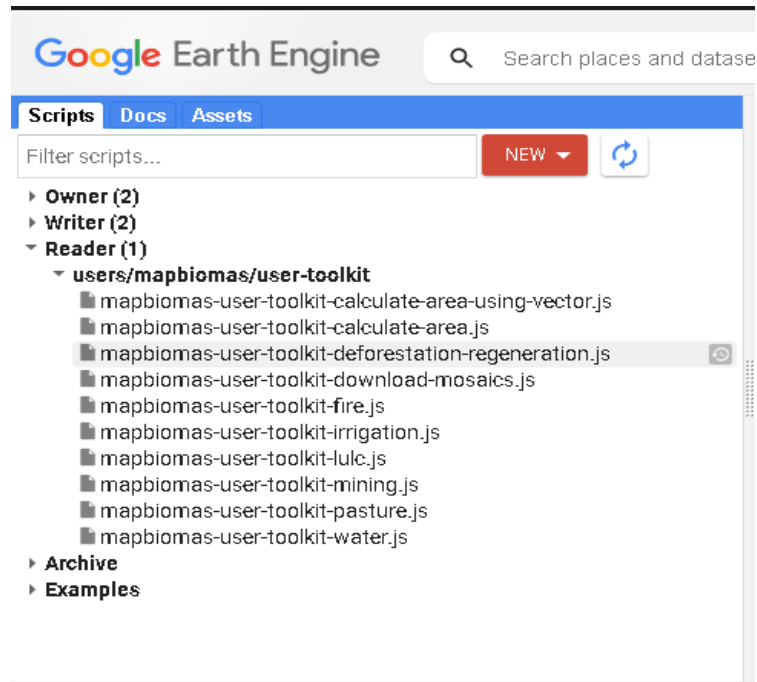 Google Earth Engine
Search places and datase
Scripts Docs Assets
Filter scripts...
NEW
Owner (2)
Writer (2)
Reader (1)
users/mapbiomas/user-toolkit
mapbiomas-user-toolkit-calculate-area-using-vector.js
mapbiomas-user-toolkit-calculate-area.js
mapbiomas-user-toolkit-deforestation-regeneration.js
mapbiomas-user-toolkit-download-mosaics.js
mapbiomas-user-toolkit-fire.js
mapbiomas-user-toolkit-irrigation.js
mapbiomas-user-toolkit-lulc.js
mapbiomas-user-toolkit-mining.js
mapbiomas-user-toolkit-pasture.js
mapbiomas-user-toolkit-water.js
Archive
Examples